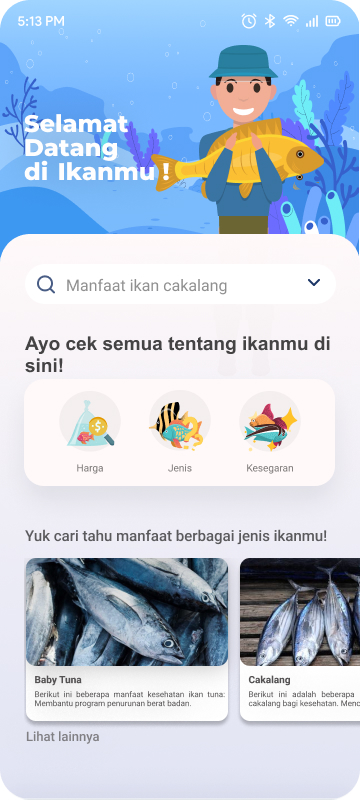 5:13 PM
Selamat
Datang
di Ikanmu !
Manfaat ikan cakalang
Ayo cek semua tentang ikanmu di
sini!
Harga
Jenis
Kesegaran
Yuk cari tahu manfaat berbagai jenis ikanmu!
Baby Tuna
Berikut ini beberapa manfaat kesehatan ikan tuna:
Membantu program penurunan berat badan.
Cakalang
Berikut ini adalah beberapa
cakalang bagi kesehatan. Menc
Lihat lainnya